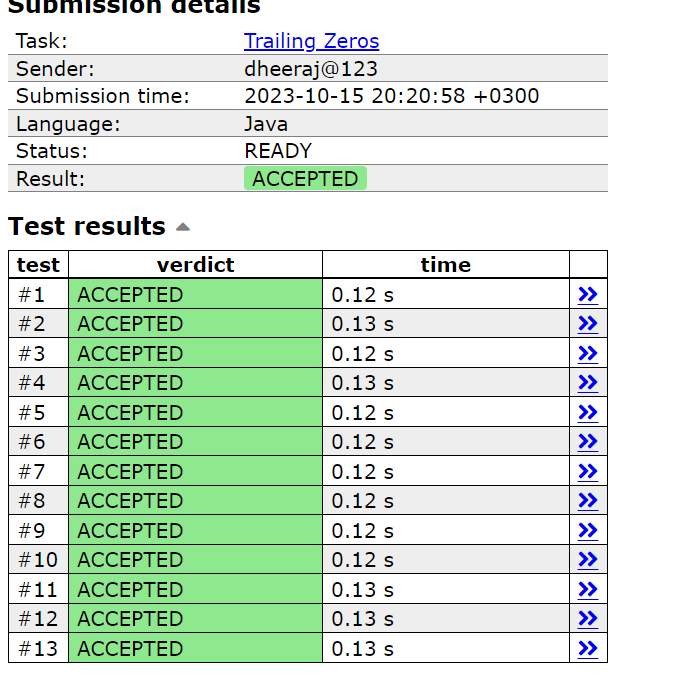 Submission details
Task: Trailing Zeros
Sender: dheeraj@123
Submission time: 2023-10-15 20:20:58 +0300
Language: Java
Status: READY
Result: ACCEPTED
Test results
test verdict time
#1 ACCEPTED 0.12 s
#2 ACCEPTED 0.13 s
#3 ACCEPTED 0.12 s
#4 ACCEPTED 0.13 s
#5 ACCEPTED 0.12 s
#6 ACCEPTED 0.12 s
#7 ACCEPTED 0.12 s
#8 ACCEPTED 0.12 s
#9 ACCEPTED 0.12 s
#10 ACCEPTED 0.12 s
#11 ACCEPTED 0.13 s
#12 ACCEPTED 0.13 s
#13 ACCEPTED 0.13 s